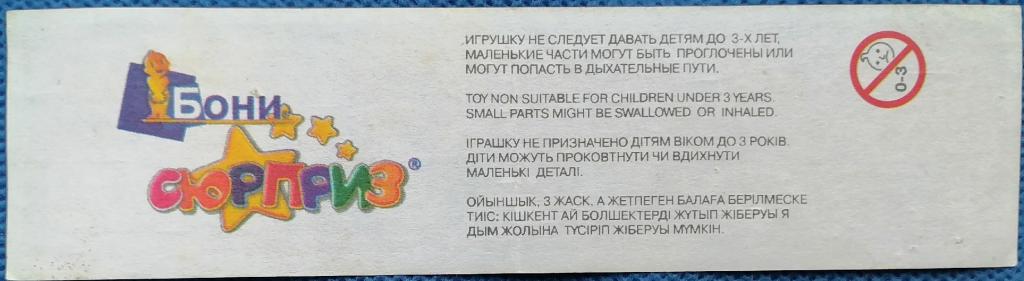 Бони
СЮРПРИЗ®
ИГРУШКУ НЕ СЛЕДУЕТ ДАВАТЬ ДЕТЯМ ДО 3-Х ЛЕТ,
МАЛЕНЬКИЕ ЧАСТИ МОГУТ БЫТЬ ПРОГЛОЧЕНЫ ИЛИ
МОГУТ ПОПАСТЬ В ДЫХАТЕЛЬНЫЕ ПУТИ.
TOY NON SUITABLE FOR CHILDREN UNDER 3 YEARS.
SMALL PARTS MIGHT BE SWALLOWED OR INHALED.
ІГРАШКУ НЕ ПРИЗНАЧЕНО ДІТЯМ ВІКОМ ДО 3 РОКІВ.
ДІТИ МОЖУТЬ ПРОКОВТНУТИ ЧИ ВДИХНУТИ
МАЛЕНЬКІ ДЕТАЛІ.
ОЙЫНШЫК, 3 ЖАСК, А ЖЕТПЕГЕН БАЛАҒА БЕРІЛМЕСКЕ
ТИІС: КІШКЕНТ АЙ БОЛШЕКТЕРДІ ЖҰТЫП ЖІБЕРУЫ Я
ДЫМ ЖОЛЫНА ТҮСІРІП ЖІБЕРУЫ МҮМКІН.
0-3